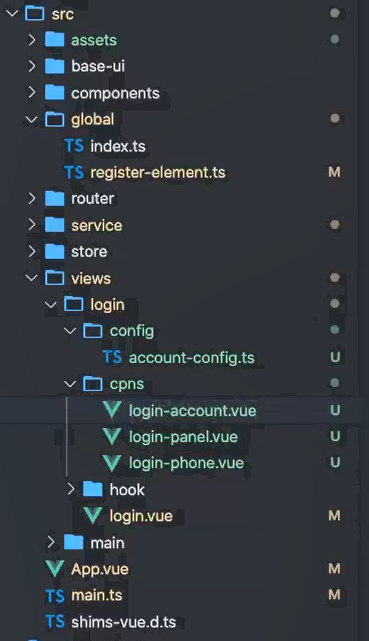 src
assets
base-ui
components
global
TS index.ts
TS register-element.ts M
router
service
store
views
login
config
TS account-config.ts U
cpns
login-account.vue U
login-panel.vue U
login-phone.vue U
hook
login.vue M
main
App.vue M
TS main.ts M
TS shims-vue.d.ts